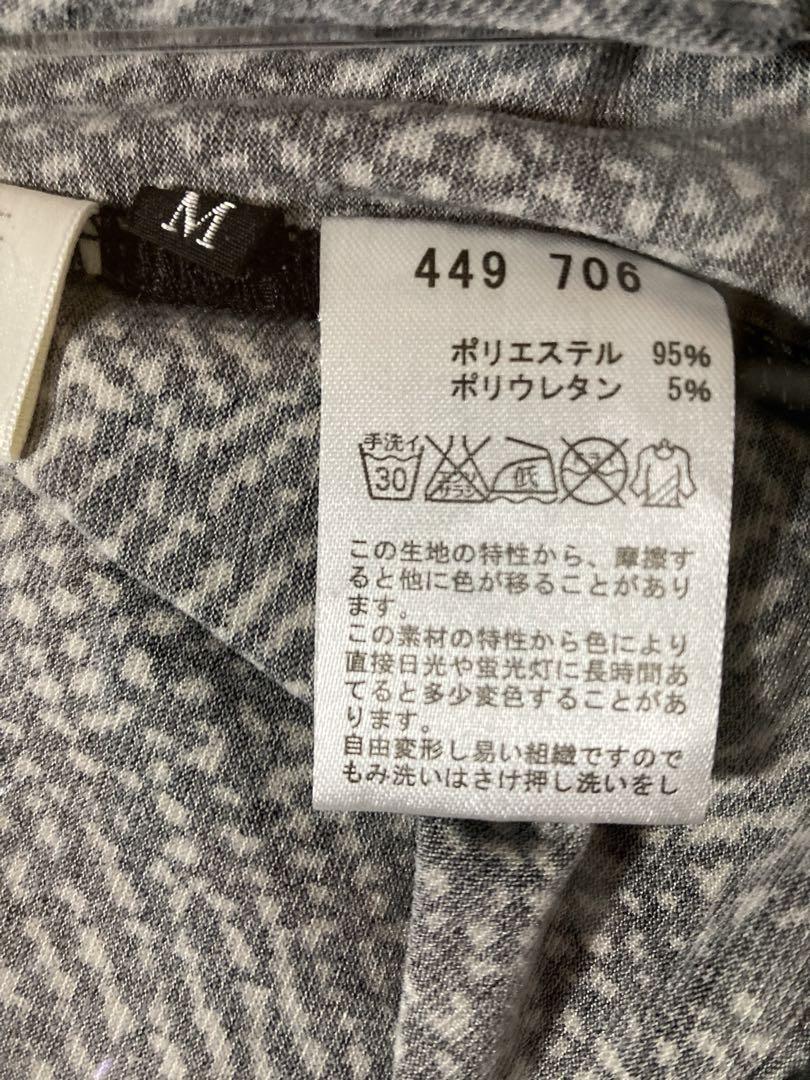 M
449 706
ポリエステル 95%
ポリウレタン 5%
手洗イ
30
低
この生地の特性から、摩擦す
ると他に色が移ることがあり
ます。
この素材の特性から色により
直接日光や蛍光灯に長時間あ
てると多少変色することがあ
ります。
自由変形し易い組織ですので
もみ洗いはさけ押し洗いをし